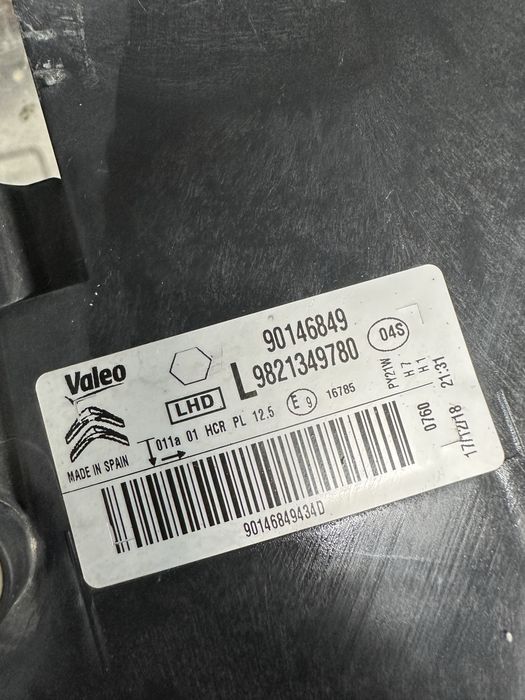 Valeo
90146849
L 9821349780
04S
LHD
E9
16785
PY21W
H7
H1
21:31
0760
17/12/18
011a 01 HCR PL 12.5
MADE IN SPAIN
90146849434D